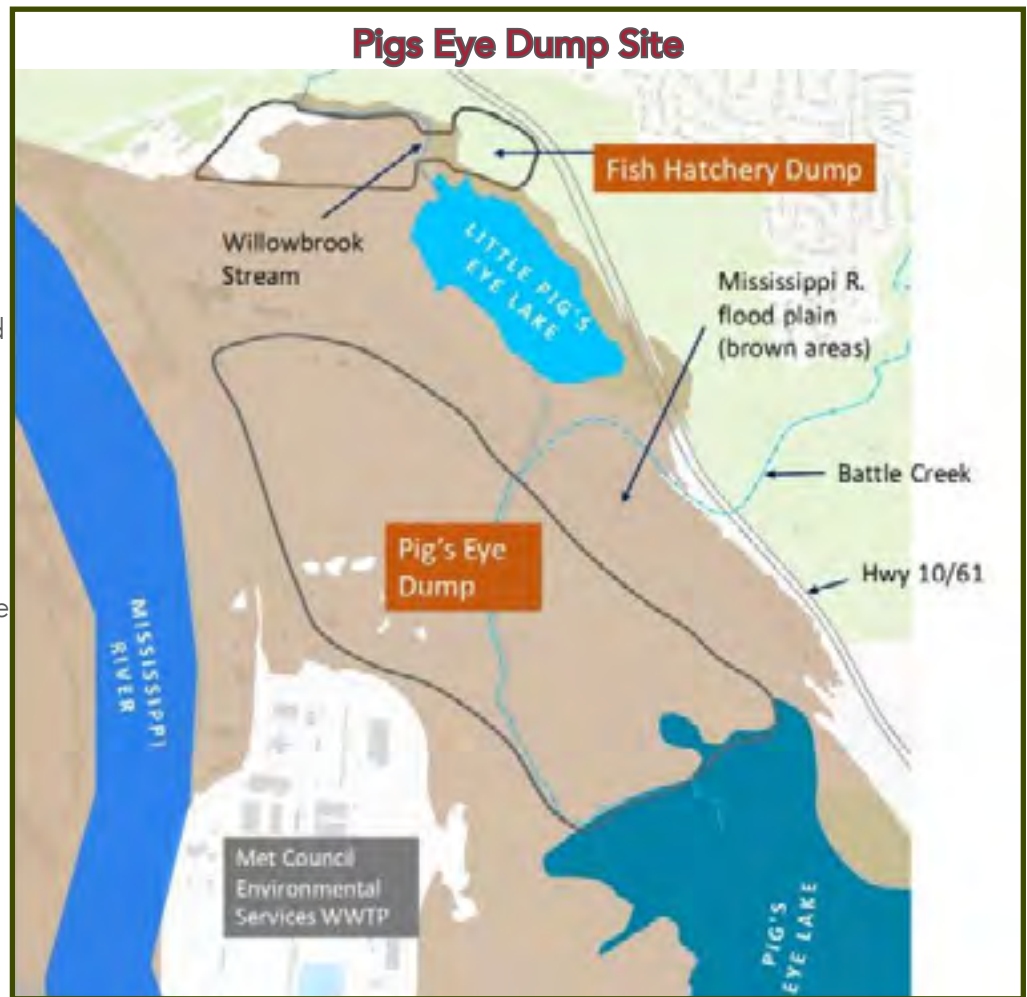 Pigs Eye Dump Site
Fish Hatchery Dump
Willowbrook
Stream
LITTLE PIG'S
EYE LAKE
Mississippi R.
flood plain
(brown areas)
d
Battle Creek
Pig's Eye
Dump
Hwy 10/61
e
MISSISSIPPI
RIVER
Met Council
Environmental
Services WWTP
PIG'S
EYE LAKE